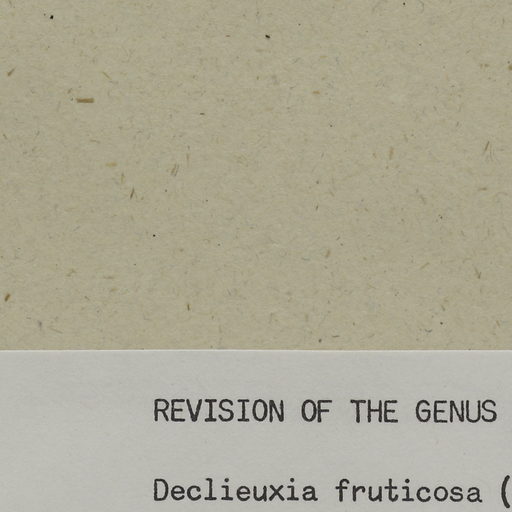 REVISION OF THE GENUS
Declieuxia fruticosa (